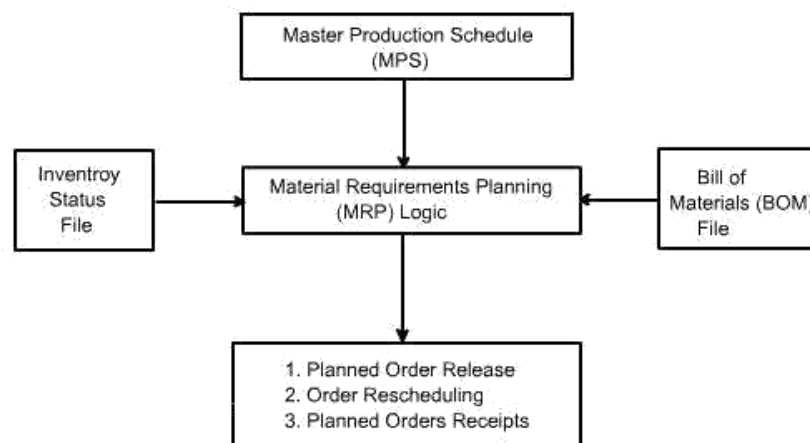 Master Production Schedule
(MPS)
Inventroy
Status
File
Material Requirements Planning
(MRP) Logic
Bill of
Materials (BOM)
File
1. Planned Order Release
2. Order Rescheduling
3. Planned Orders Receipts